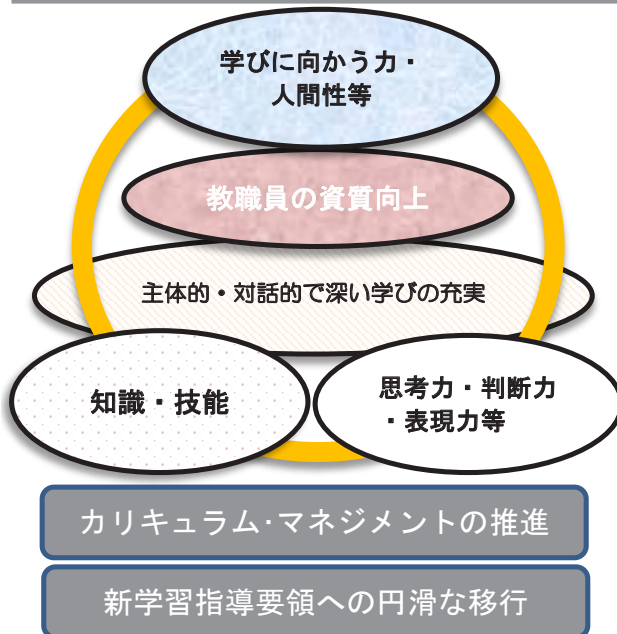 学びに向かう力・
人間性等
教職員の資質向上
主体的・対話的で深い学びの充実
知識・技能
思考力・判断力
・表現力等
カリキュラム･マネジメントの推進
新学習指導要領への円滑な移行